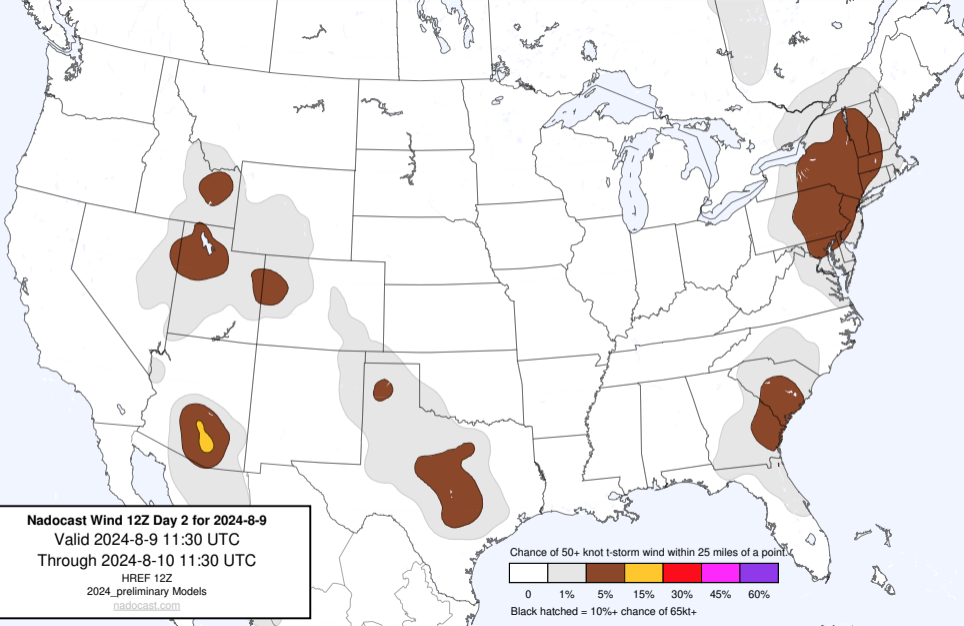 Nadocast Wind 12Z Day 2 for 2024-8-9
Valid 2024-8-9 11:30 UTC
Through 2024-8-10 11:30 UTC
HREF 12Z
2024_preliminary Models
nadocast.com
Chance of 50+ knot t-storm wind within 25 miles of a point.
0 1% 5% 15% 30% 45% 60%
Black hatched = 10%+ chance of 65kt+